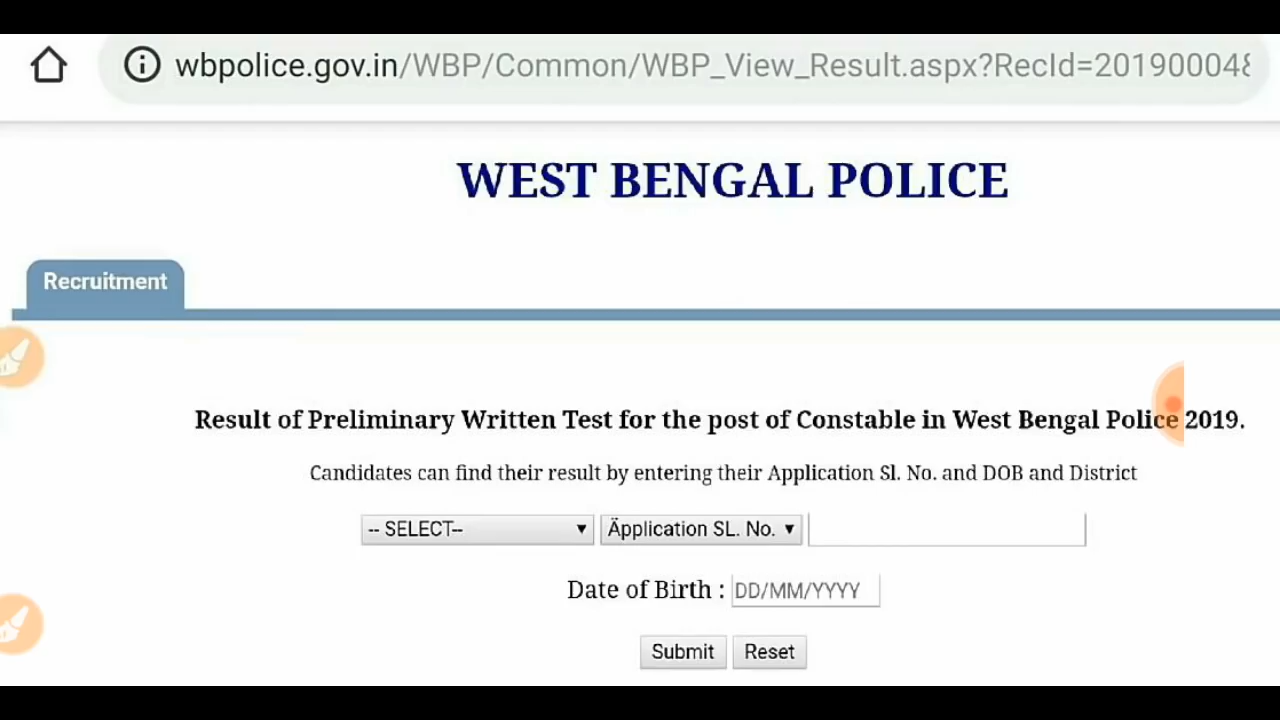 wbpolice.gov.in/WBP/Common/WBP_View_Result.aspx?RecId=20190004
WEST BENGAL POLICE
Recruitment
Result of Preliminary Written Test for the post of Constable in West Bengal Police 2019.
Candidates can find their result by entering their Application Sl. No. and DOB and District
-- SELECT-- Äpplication SL. No.
Date of Birth : DD/MM/YYYY
Submit Reset